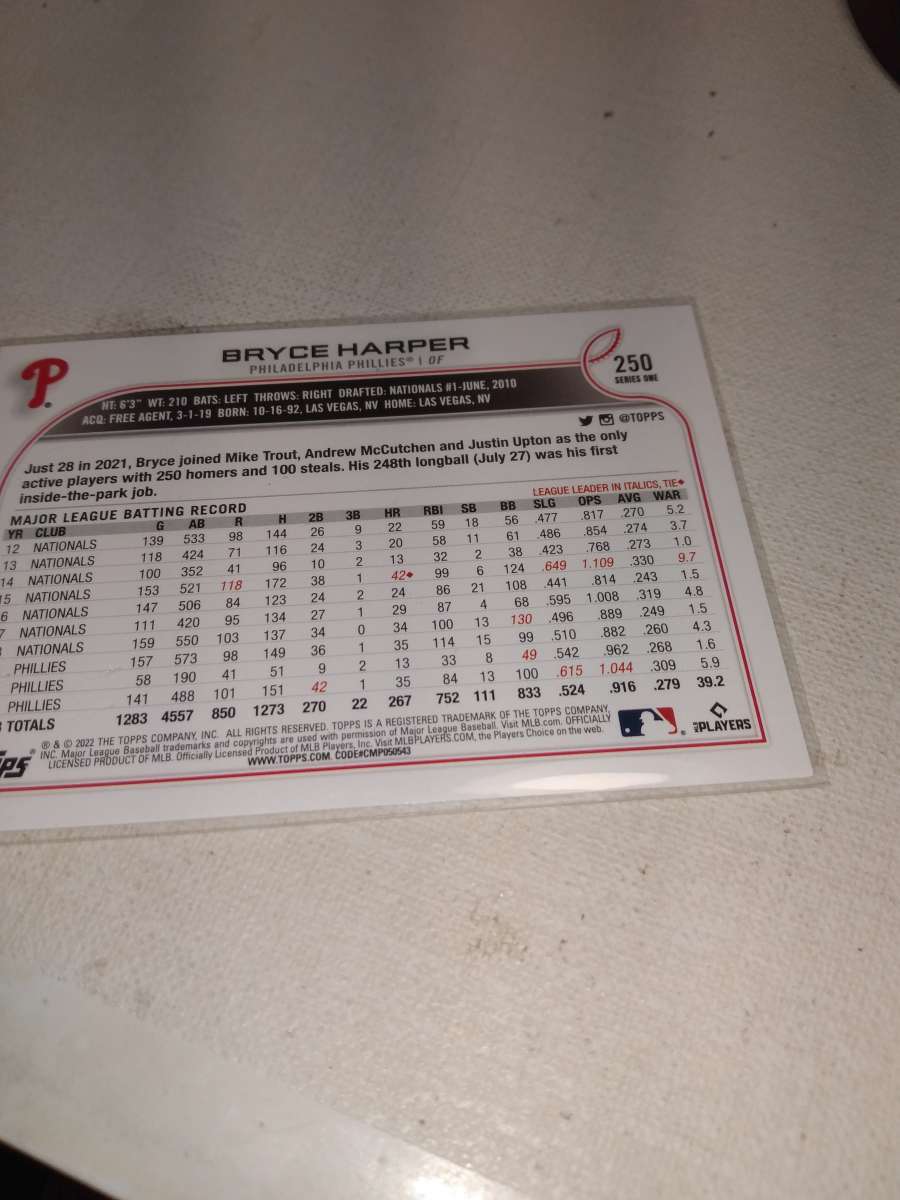 P
BRYCE HARPER
PHILADELPHIA PHILLIES® | OF
250
SERIES ONE
HT: 6'3" WT: 210 BATS: LEFT THROWS: RIGHT DRAFTED: NATIONALS #1-JUNE, 2010
ACQ: FREE AGENT, 3-1-19 BORN: 10-16-92, LAS VEGAS, NV HOME: LAS VEGAS, NV
@TOPPS
Just 28 in 2021, Bryce joined Mike Trout, Andrew McCutchen and Justin Upton as the only
active players with 250 homers and 100 steals. His 248th longball (July 27) was his first
inside-the-park job.
MAJOR LEAGUE BATTING RECORD LEAGUE LEADER IN ITALICS, TIE◆
YR CLUB G AB R H 2B 3B HR RBI SB BB SLG OPS AVG WAR
12 NATIONALS 139 533 98 144 26 9 22 59 18 56 .477 .817 .270 5.2
13 NATIONALS 118 424 71 116 24 3 20 58 11 61 .486 .854 .274 3.7
14 NATIONALS 100 352 41 96 10 2 13 32 2 38 .423 .768 .273 1.0
15 NATIONALS 153 521 118 172 38 1 42◆ 99 6 124 .649 1.109 .330 9.7
6 NATIONALS 147 506 84 123 24 2 24 86 21 108 .441 .814 .243 1.5
7 NATIONALS 111 420 95 134 27 1 29 87 4 68 .595 1.008 .319 4.8
NATIONALS 159 550 103 137 34 0 34 100 13 130 .496 .889 .249 1.5
PHILLIES 157 573 98 149 36 1 35 114 15 99 .510 .882 .260 4.3
PHILLIES 58 190 41 51 9 2 13 33 8 49 .542 .962 .268 1.6
PHILLIES 141 488 101 151 42 1 35 84 13 100 .615 1.044 .309 5.9
TOTALS 1283 4557 850 1273 270 22 267 752 111 833 .524 .916 .279 39.2
® & © 2022 THE TOPPS COMPANY, INC. ALL RIGHTS RESERVED. TOPPS IS A REGISTERED TRADEMARK OF THE TOPPS COMPANY,
INC. Major League Baseball trademarks and copyrights are used with permission of Major League Baseball. Visit MLB.com. OFFICIALLY
LICENSED PRODUCT OF MLB. Officially Licensed Product of MLB Players, Inc. Visit MLBPLAYERS.COM, the Players Choice on the web.
WWW.TOPPS.COM. CODE#CMP050543
pps®
MLB PLAYERS